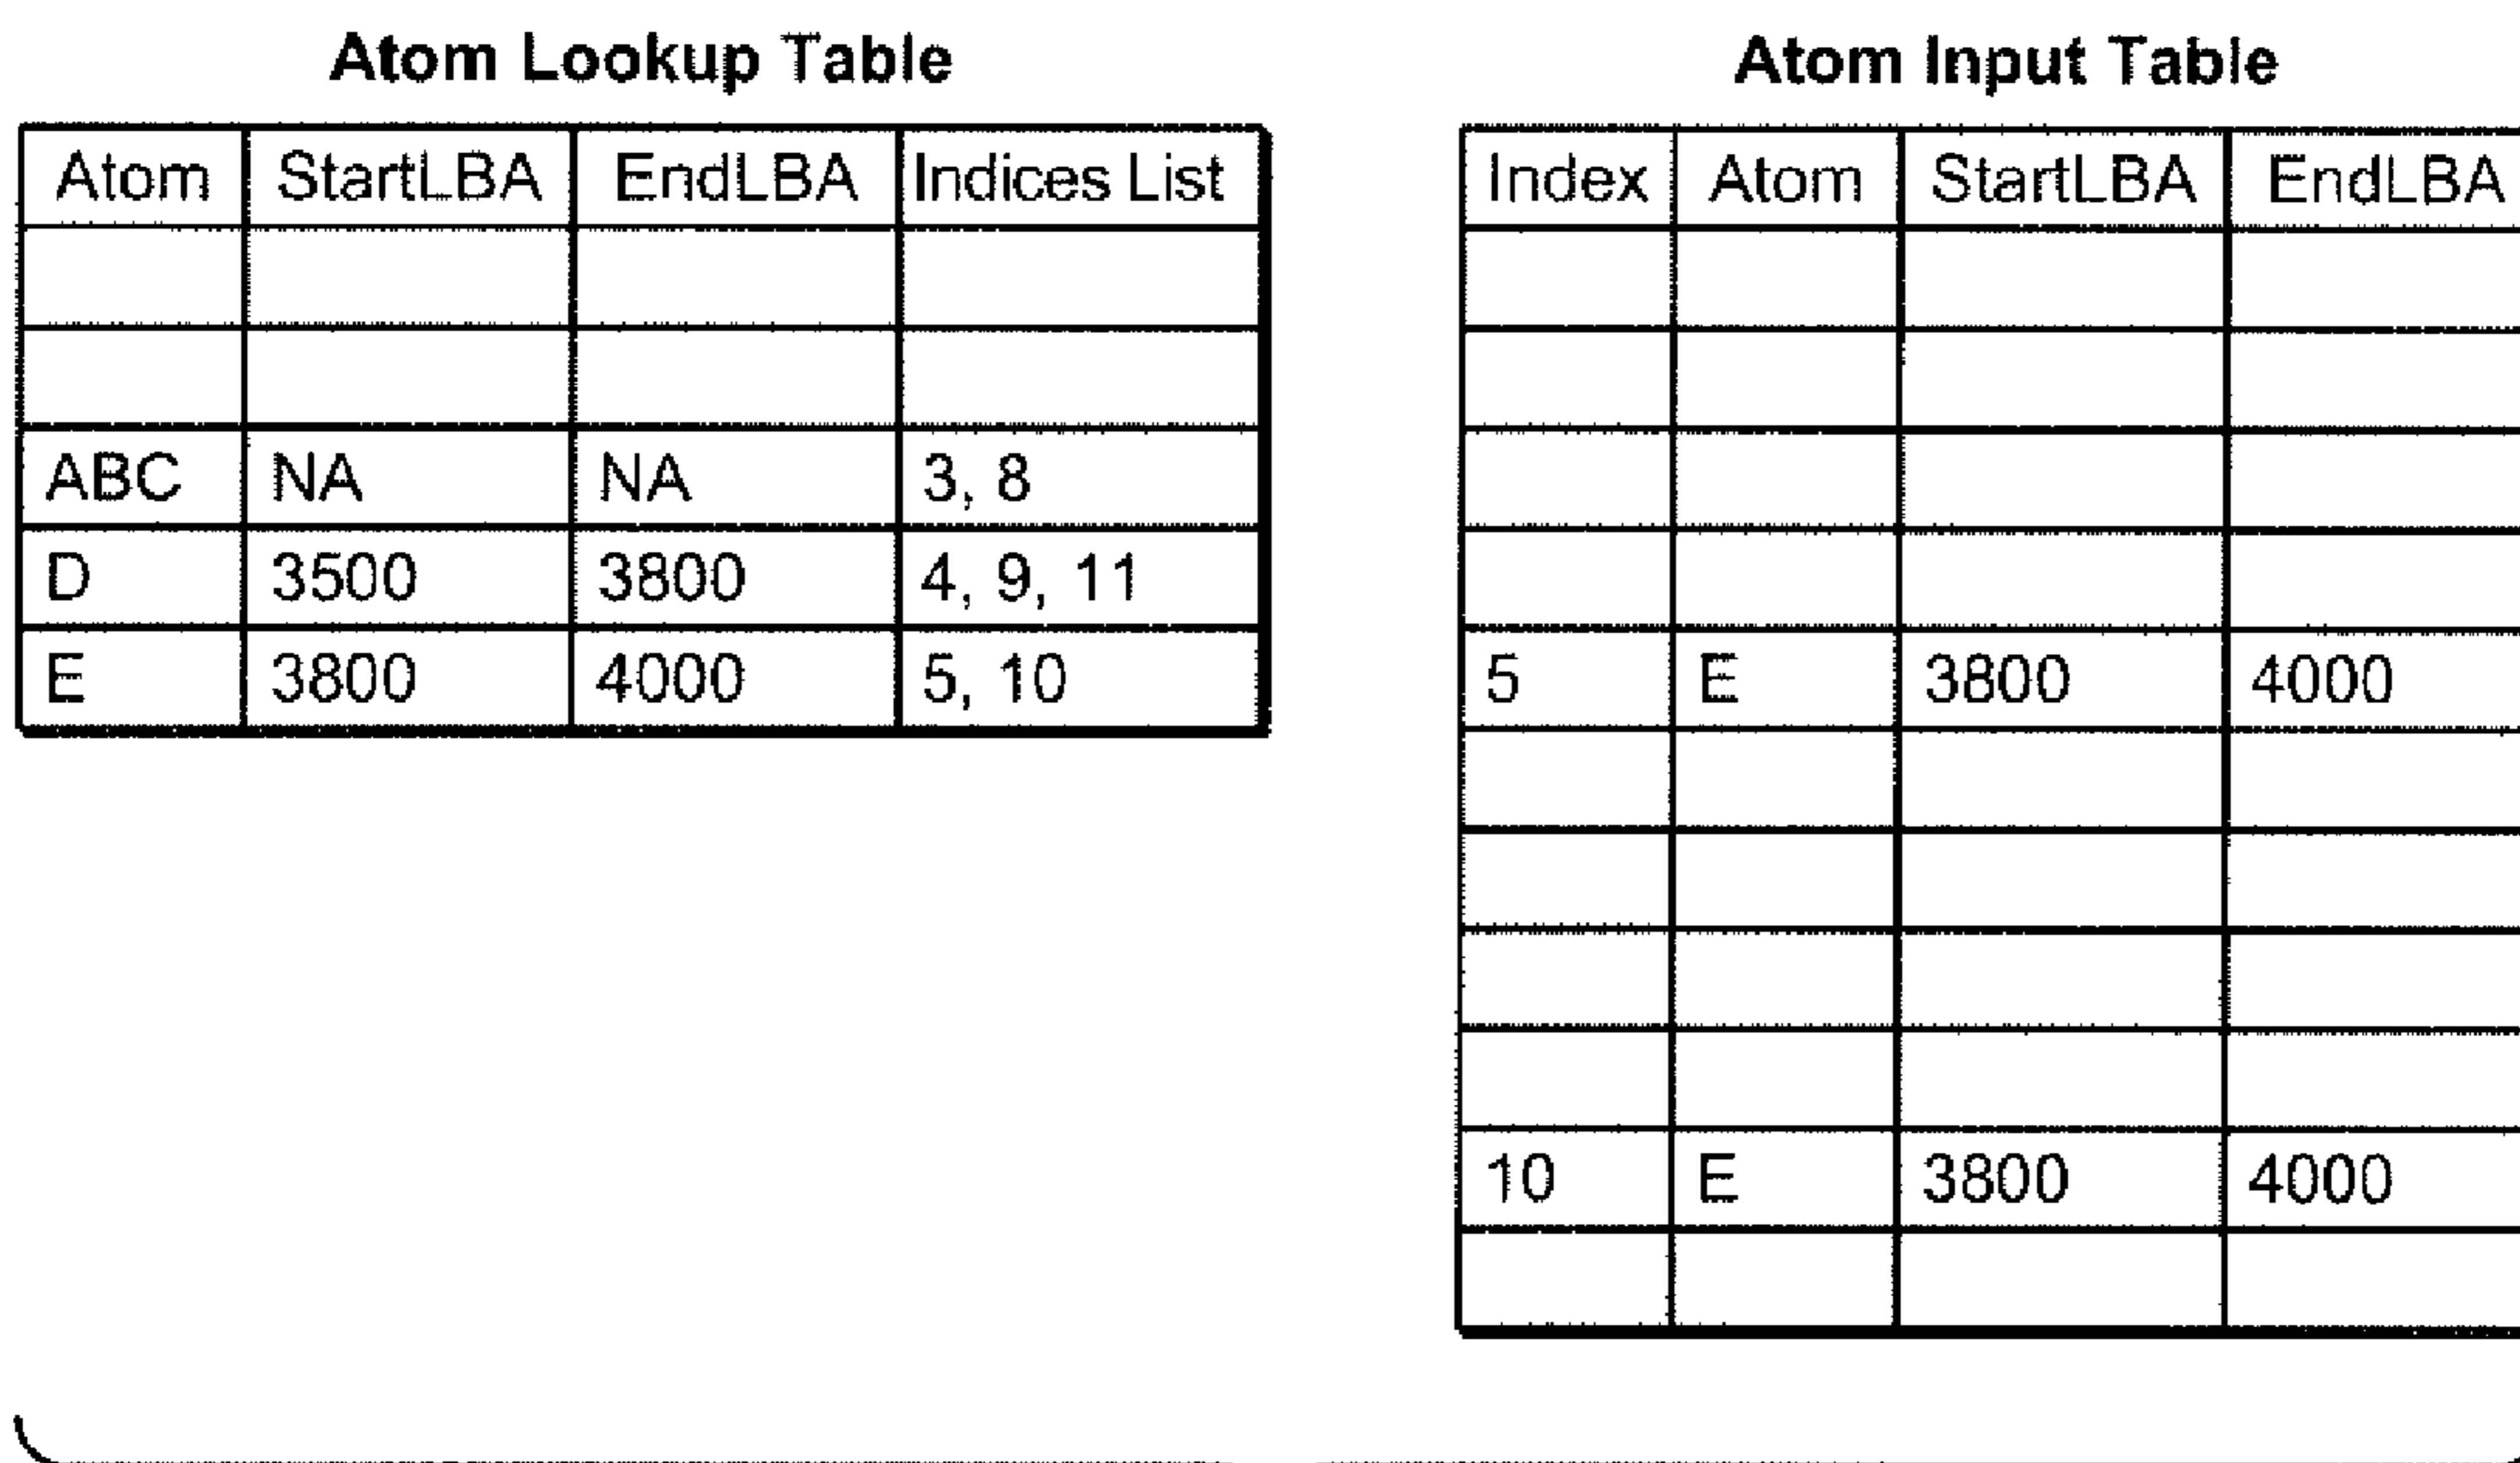 Atom Lookup Table
Atom StartLBA EndLBA Indices List
ABC NA NA 3, 8
D 3500 3800 4, 9, 11
E 3800 4000 5, 10
Atom Input Table
Index Atom StartLBA EndLBA
5 E 3800 4000
10 E 3800 4000